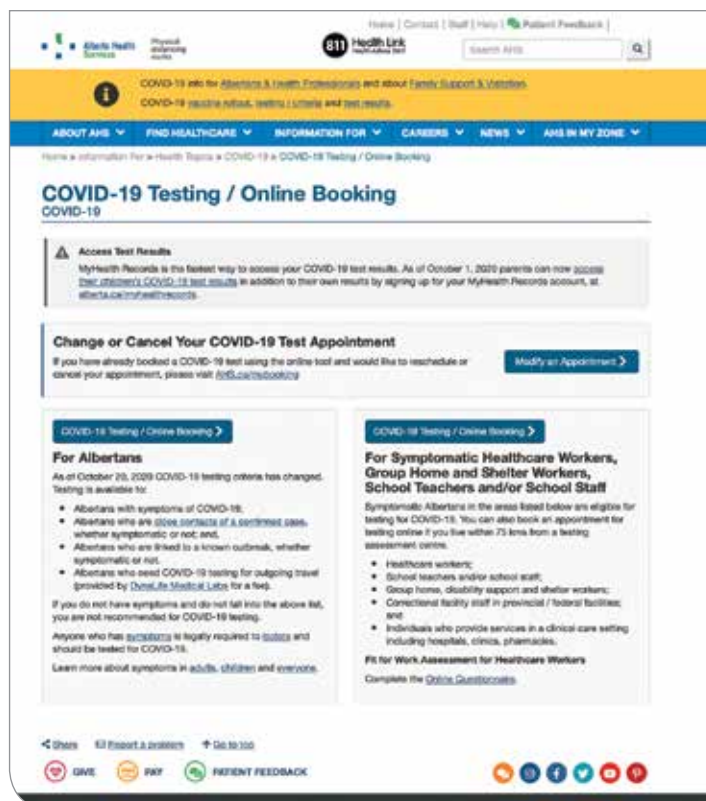 Home | Contact | Staff | Help | Patient Feedback |
Alberta Health Services
Physical distancing works
811 Health Link
Search AHS
COVID-19 info for Albertans & Health Professionals and about Family Support & Visitation.
COVID-19 vaccine rollout, testing / criteria and test results.
ABOUT AHS FIND HEALTHCARE INFORMATION FOR CAREERS NEWS AHS IN MY ZONE
Home » Information For » Health Topics » COVID-19 » COVID-19 Testing / Online Booking
COVID-19 Testing / Online Booking
COVID-19
Access Test Results
MyHealth Records is the fastest way to access your COVID-19 test results. As of October 1, 2020 parents can now access
their children's COVID-19 test results in addition to their own results by signing up for your MyHealth Records account, at
alberta.ca/myhealthrecords.
Change or Cancel Your COVID-19 Test Appointment
If you have already booked a COVID-19 test using the online tool and would like to reschedule or
cancel your appointment, please visit AHS.ca/mybooking
Modify an Appointment
COVID-19 Testing / Online Booking
For Albertans
As of October 29, 2020 COVID-19 testing criteria has changed.
Testing is available to:
• Albertans with symptoms of COVID-19;
• Albertans who are close contacts of a confirmed case,
whether symptomatic or not; and,
• Albertans who are linked to a known outbreak, whether
symptomatic or not.
• Albertans who need COVID-19 testing for outgoing travel
(provided by DynaLife Medical Labs for a fee).
If you do not have symptoms and do not fall into the above list,
you are not recommended for COVID-19 testing.
Anyone who has symptoms is legally required to isolate and
should be tested for COVID-19.
Learn more about symptoms in adults, children and everyone.
COVID-19 Testing / Online Booking
For Symptomatic Healthcare Workers,
Group Home and Shelter Workers,
School Teachers and/or School Staff
Symptomatic Albertans in the areas listed below are eligible for
testing for COVID-19. You can also book an appointment for
testing online if you live within 75 kms from a testing
assessment centre.
• Healthcare workers;
• School teachers and/or school staff;
• Group home, disability support and shelter workers;
• Correctional facility staff in provincial / federal facilities;
and
• Individuals who provide services in a clinical care setting
including hospitals, clinics, pharmacies.
Fit for Work Assessment for Healthcare Workers
Complete the Online Questionnaire.
Share Report a problem Go to top
GIVE PAY PATIENT FEEDBACK